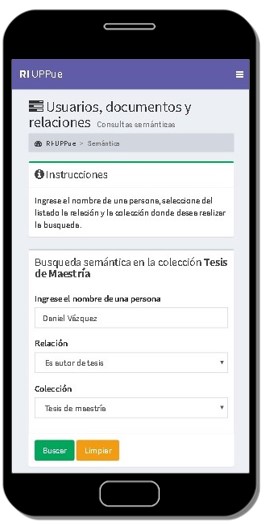 RI UPPue
Usuarios, documentos y
relaciones Consultas semánticas
RI-UPPue > Semántica
Instrucciones
Ingrese el nombre de una persona, seleccione del
listado la relación y la colección donde desea realizar
la busqueda.
Busqueda semántica en la colección Tesis
de Maestría
Ingrese el nombre de una persona
Daniel Vázquez
Relación
Es autor de tesis
Colección
Tesis de maestría
Buscar Limpiar